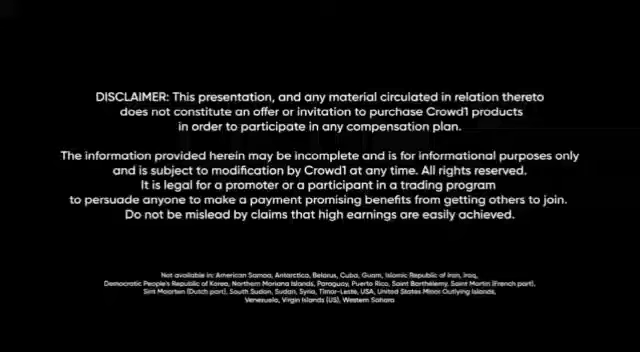 DISCLAIMER: This presentation, and any material circulated in relation thereto
does not constitute an offer or invitation to purchase Crowd1 products
in order to participate in any compensation plan.
The information provided herein may be incomplete and is for informational purposes only
and is subject to modification by Crowd1 at any time. All rights reserved.
It is legal for a promoter or a participant in a trading program
to persuade anyone to make a payment promising benefits from getting others to join.
Do not be mislead by claims that high earnings are easily achieved.
Not available in: American Samoa, Antarctica, Belarus, Cuba, Guam, Islamic Republic of Iran, Iraq,
Democratic People's Republic of Korea, Northern Mariana Islands, Paraguay, Puerto Rico, Saint Barthélemy, Saint Martin (French part),
Sint Maarten (Dutch part), South Sudan, Sudan, Syria, Timor-Leste, USA, United States Minor Outlying Islands,
Venezuela, Virgin Islands (US), Western Sahara